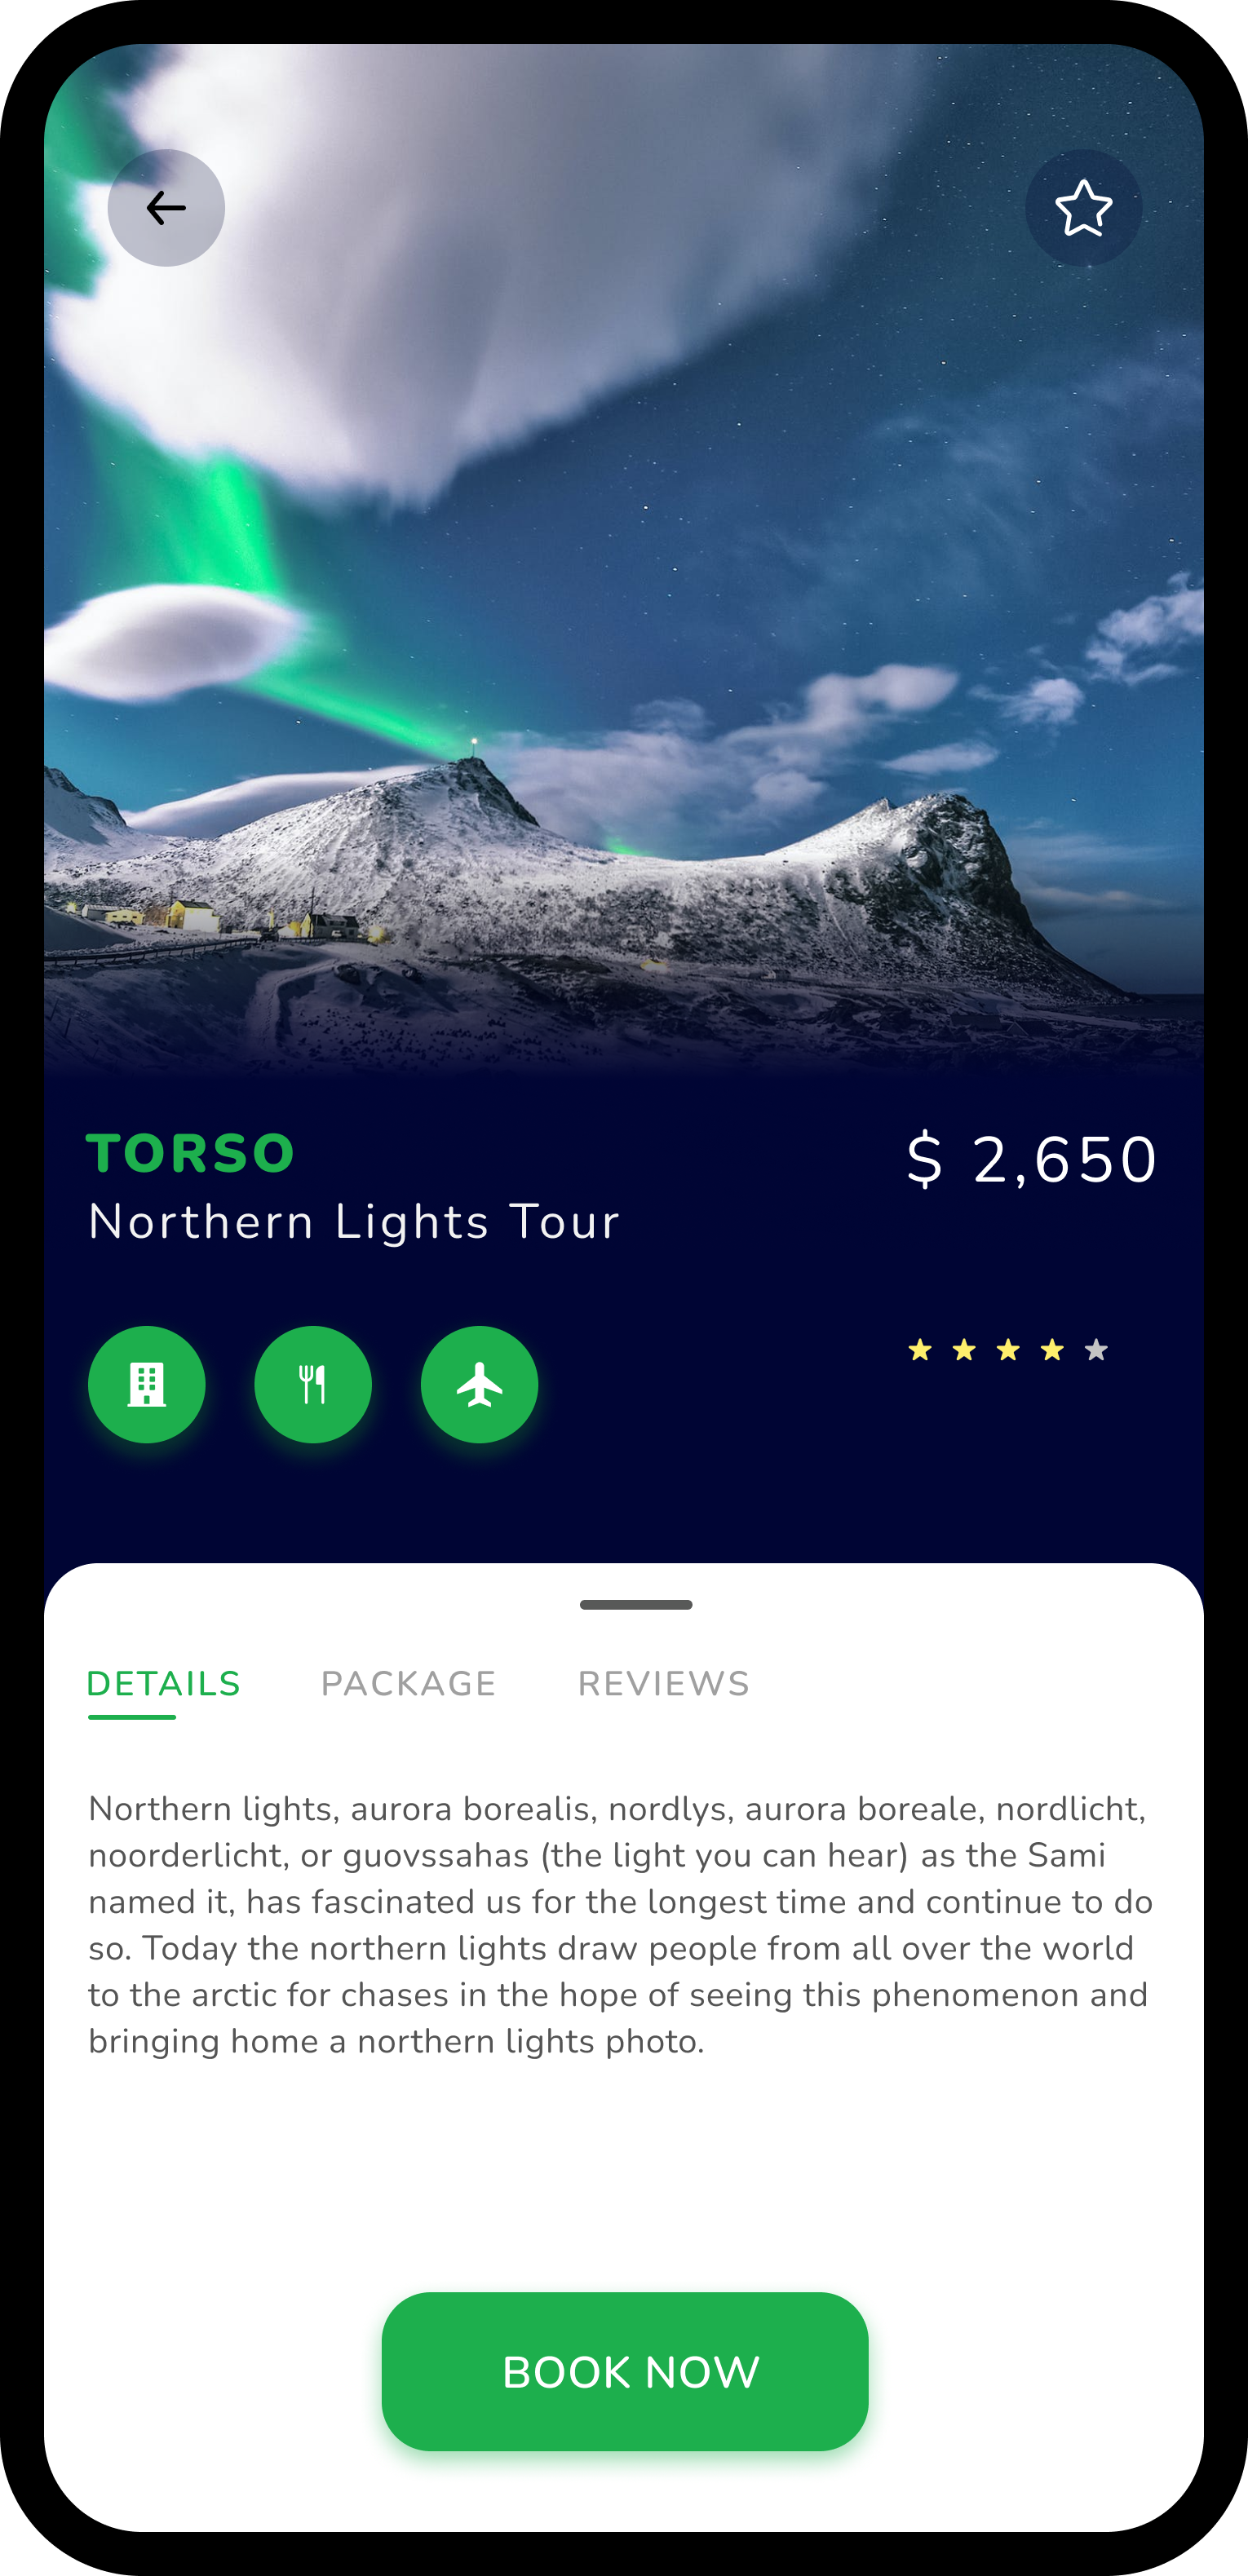 TORSO
$ 2,650
Northern Lights Tour
DETAILS
PACKAGE
REVIEWS
Northern lights, aurora borealis, nordlys, aurora boreale, nordlicht,
noorderlicht, or guovssahas (the light you can hear) as the Sami
named it, has fascinated us for the longest time and continue to do
so. Today the northern lights draw people from all over the world
to the arctic for chases in the hope of seeing this phenomenon and
bringing home a northern lights photo.
BOOK NOW